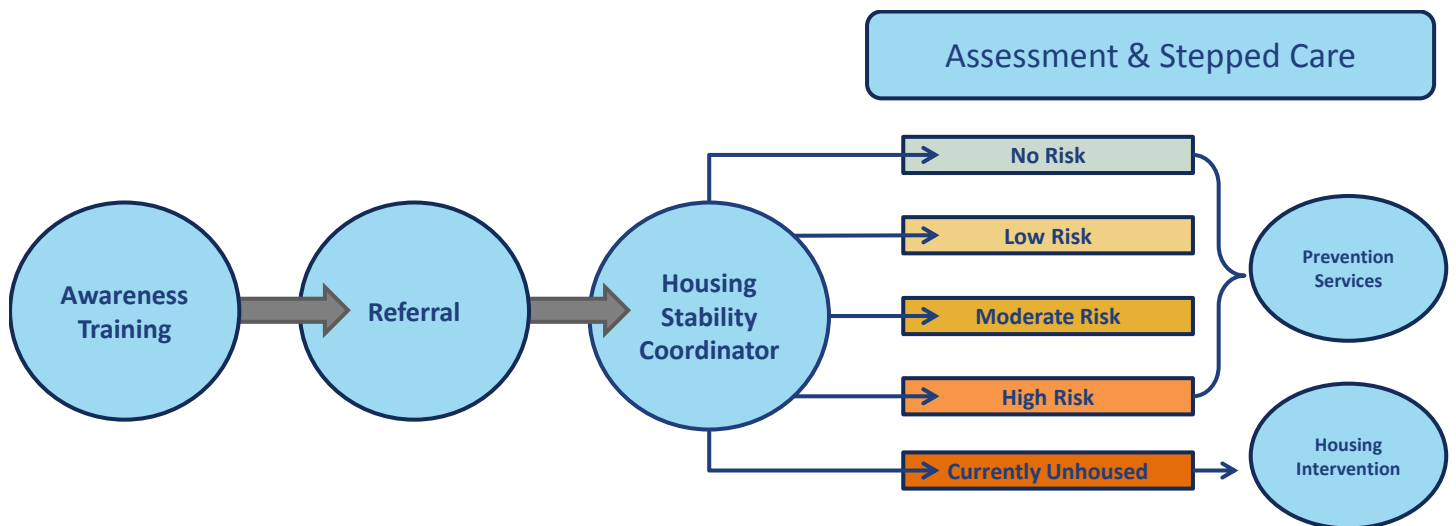 Assessment & Stepped Care
Awareness
Training
Referral
Housing
Stability
Coordinator
No Risk
Low Risk
Moderate Risk
High Risk
Currently Unhoused
Prevention
Services
Housing
Intervention